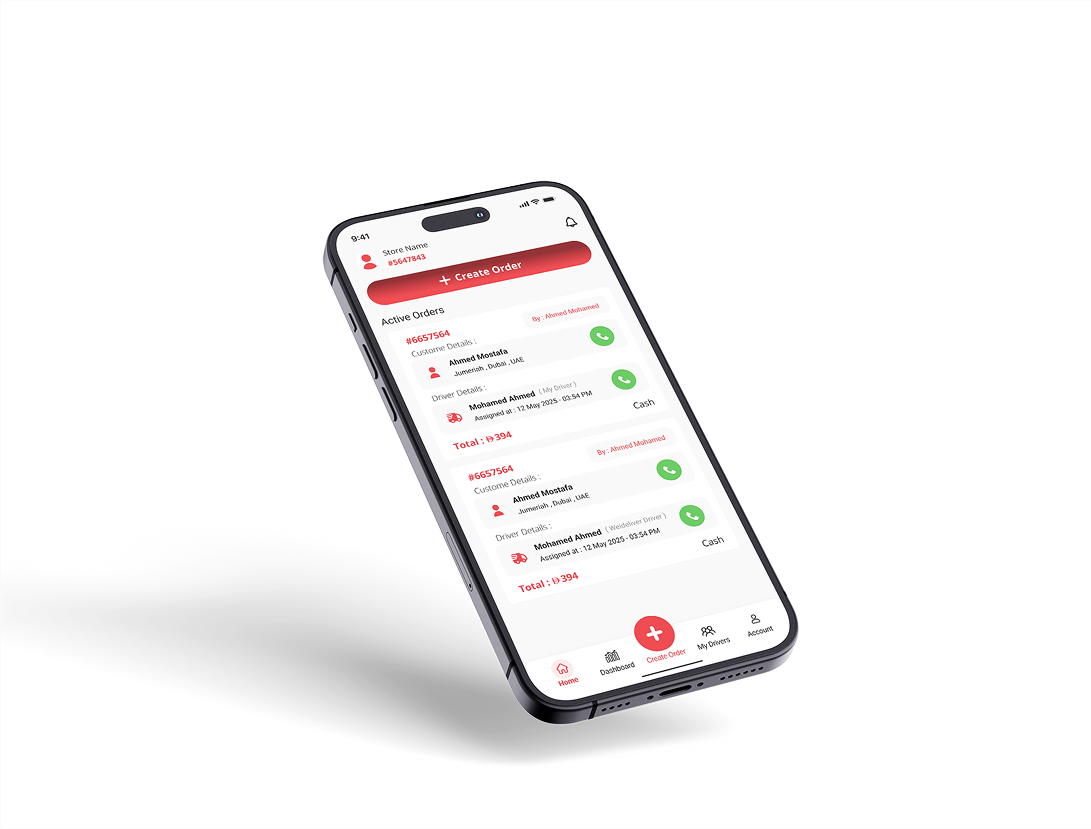 9:41
Store Name
#5647843
+ Create Order
Active Orders
#6657564
By : Ahmed Mohamed
Custome Details :
Ahmed Mostafa
Jumeriah , Dubai , UAE
Driver Details :
Mohamed Ahmed ( My Driver )
Assigned at : 12 May 2025 - 03:54 PM
Total : 394
Cash
#6657564
By : Ahmed Mohamed
Custome Details :
Ahmed Mostafa
Jumeriah , Dubai , UAE
Driver Details :
Mohamed Ahmed ( Weideliver Driver )
Assigned at : 12 May 2025 - 03:54 PM
Total : 394
Cash
Home
Dashboard
Create Order
My Drivers
Account